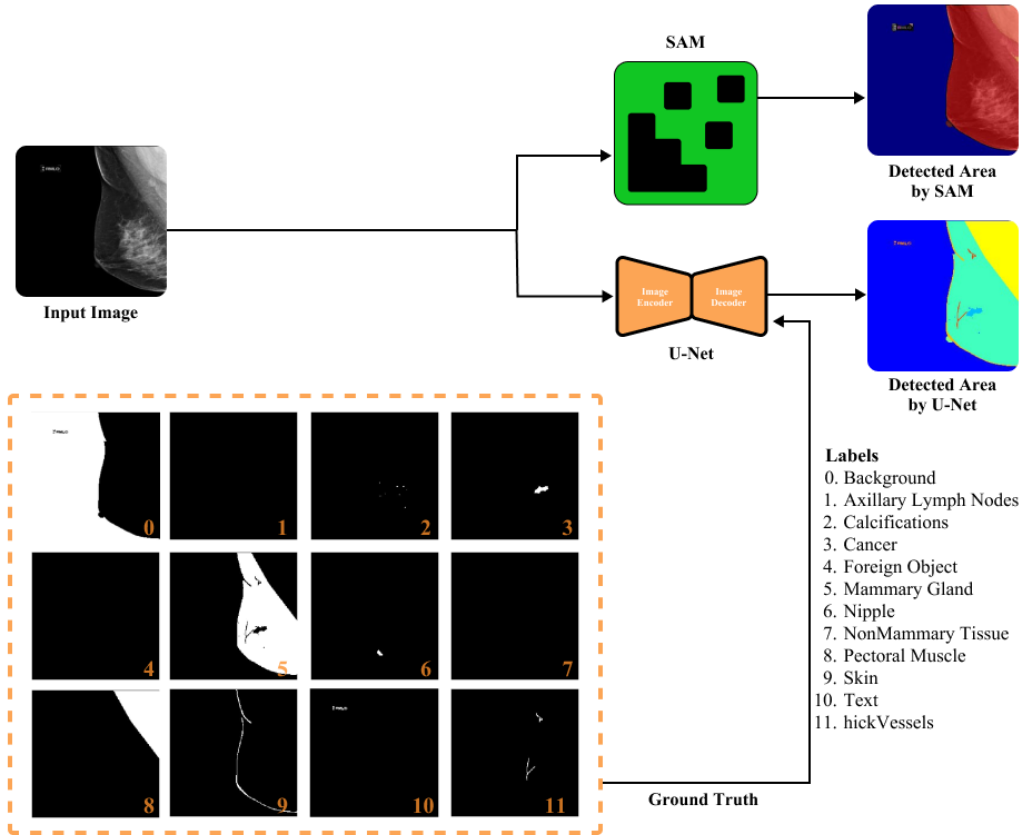 SAM
Detected Area
by SAM
Input Image
Image
Encoder
Image
Decoder
U-Net
Detected Area
by U-Net
0
1
2
3
4
5
6
7
8
9
10
11
Labels
0. Background
1. Axillary Lymph Nodes
2. Calcifications
3. Cancer
4. Foreign Object
5. Mammary Gland
6. Nipple
7. NonMammary Tissue
8. Pectoral Muscle
9. Skin
10. Text
11. hickVessels
Ground Truth